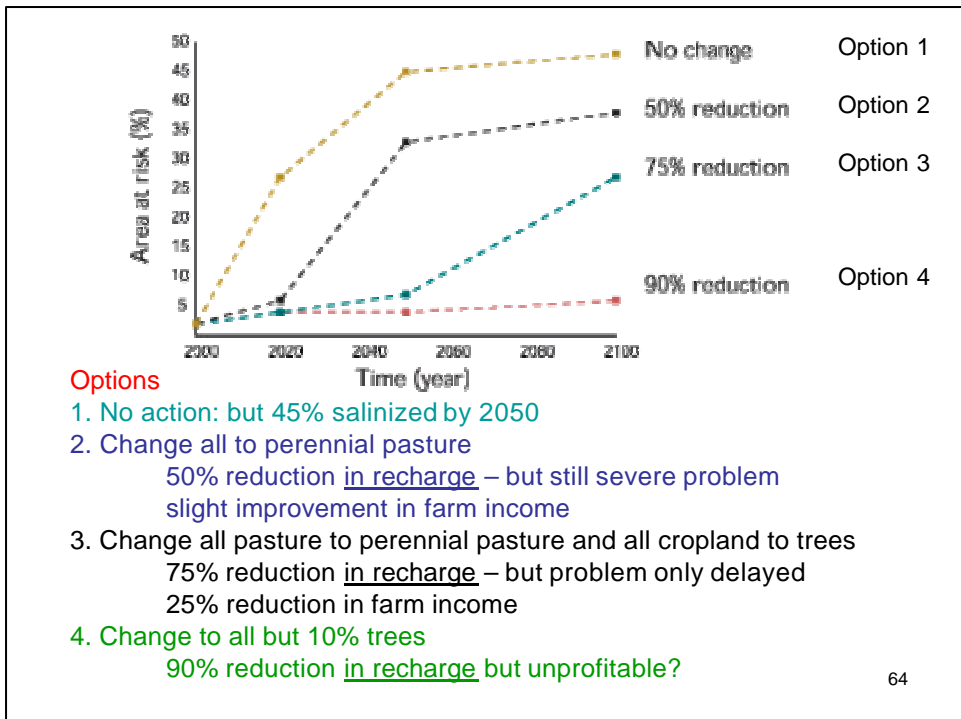 50
45
40
35
30
25
20
15
10
5
Area at risk (%)
2000 2020 2040 2060 2080 2100
Time (year)
No change Option 1
50% reduction Option 2
75% reduction Option 3
90% reduction Option 4
Options
1. No action: but 45% salinized by 2050
2. Change all to perennial pasture
50% reduction in recharge – but still severe problem
slight improvement in farm income
3. Change all pasture to perennial pasture and all cropland to trees
75% reduction in recharge – but problem only delayed
25% reduction in farm income
4. Change to all but 10% trees
90% reduction in recharge but unprofitable?
64